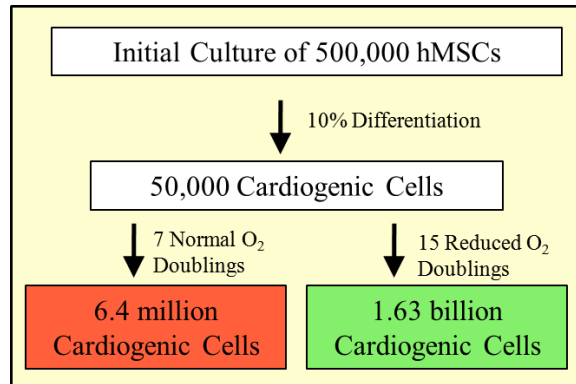 Initial Culture of 500,000 hMSCs
10% Differentiation
50,000 Cardiogenic Cells
7 Normal O₂
Doublings
15 Reduced O₂
Doublings
6.4 million
Cardiogenic Cells
1.63 billion
Cardiogenic Cells